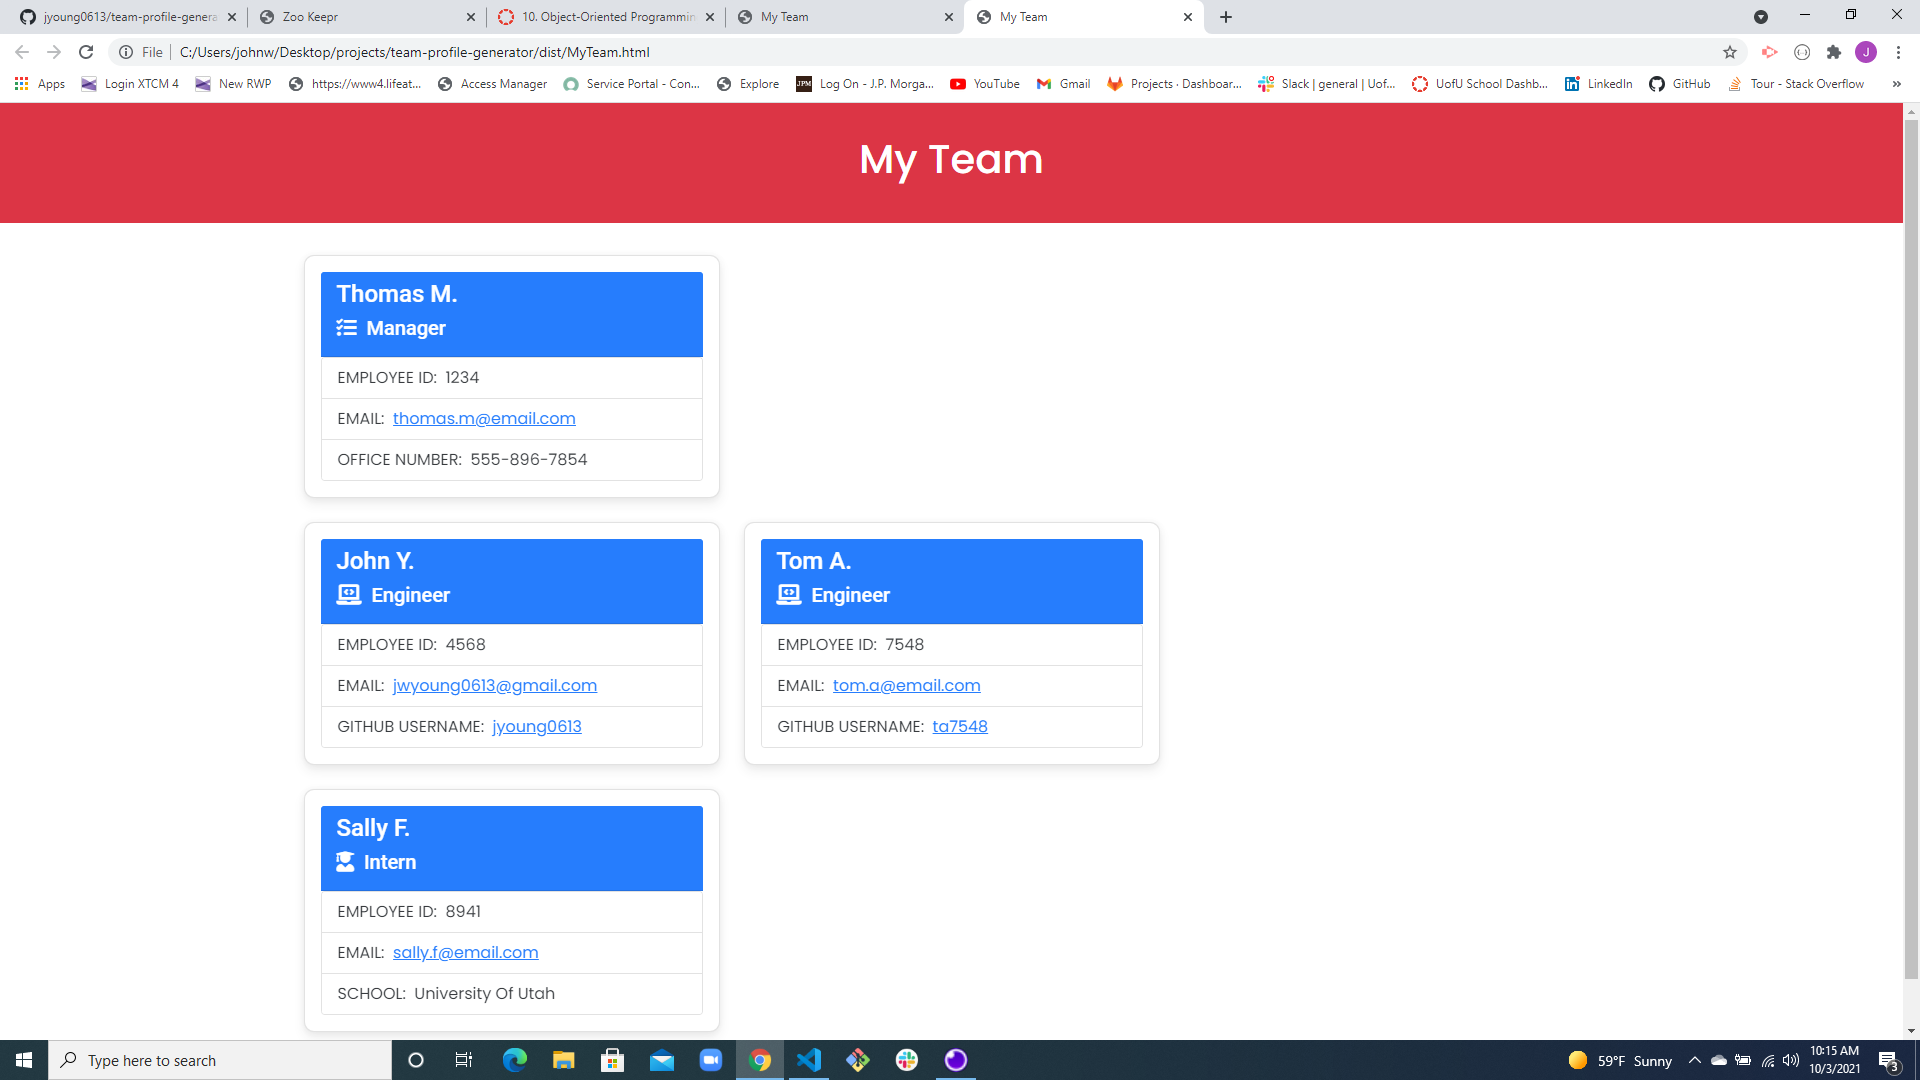 jyoung0613/team-profile-genera
Zoo Keepr
10. Object-Oriented Programmin
My Team
My Team
File
C:/Users/johnw/Desktop/projects/team-profile-generator/dist/MyTeam.html
J
Apps
Login XTCM 4
New RWP
https://www4.lifeat...
Access Manager
Service Portal - Con...
Explore
JPM
Log On - J.P. Morga...
YouTube
Gmail
Projects · Dashboar...
Slack | general | Uof...
UofU School Dashb...
LinkedIn
GitHub
Tour - Stack Overflow
»
My Team
Thomas M.
Manager
EMPLOYEE ID: 1234
EMAIL: thomas.m@email.com
OFFICE NUMBER: 555-896-7854
John Y.
Engineer
EMPLOYEE ID: 4568
EMAIL: jwyoung0613@gmail.com
GITHUB USERNAME: jyoung0613
Tom A.
Engineer
EMPLOYEE ID: 7548
EMAIL: tom.a@email.com
GITHUB USERNAME: ta7548
Sally F.
Intern
EMPLOYEE ID: 8941
EMAIL: sally.f@email.com
SCHOOL: University Of Utah
Type here to search
59°F Sunny
10:15 AM
10/3/2021
3